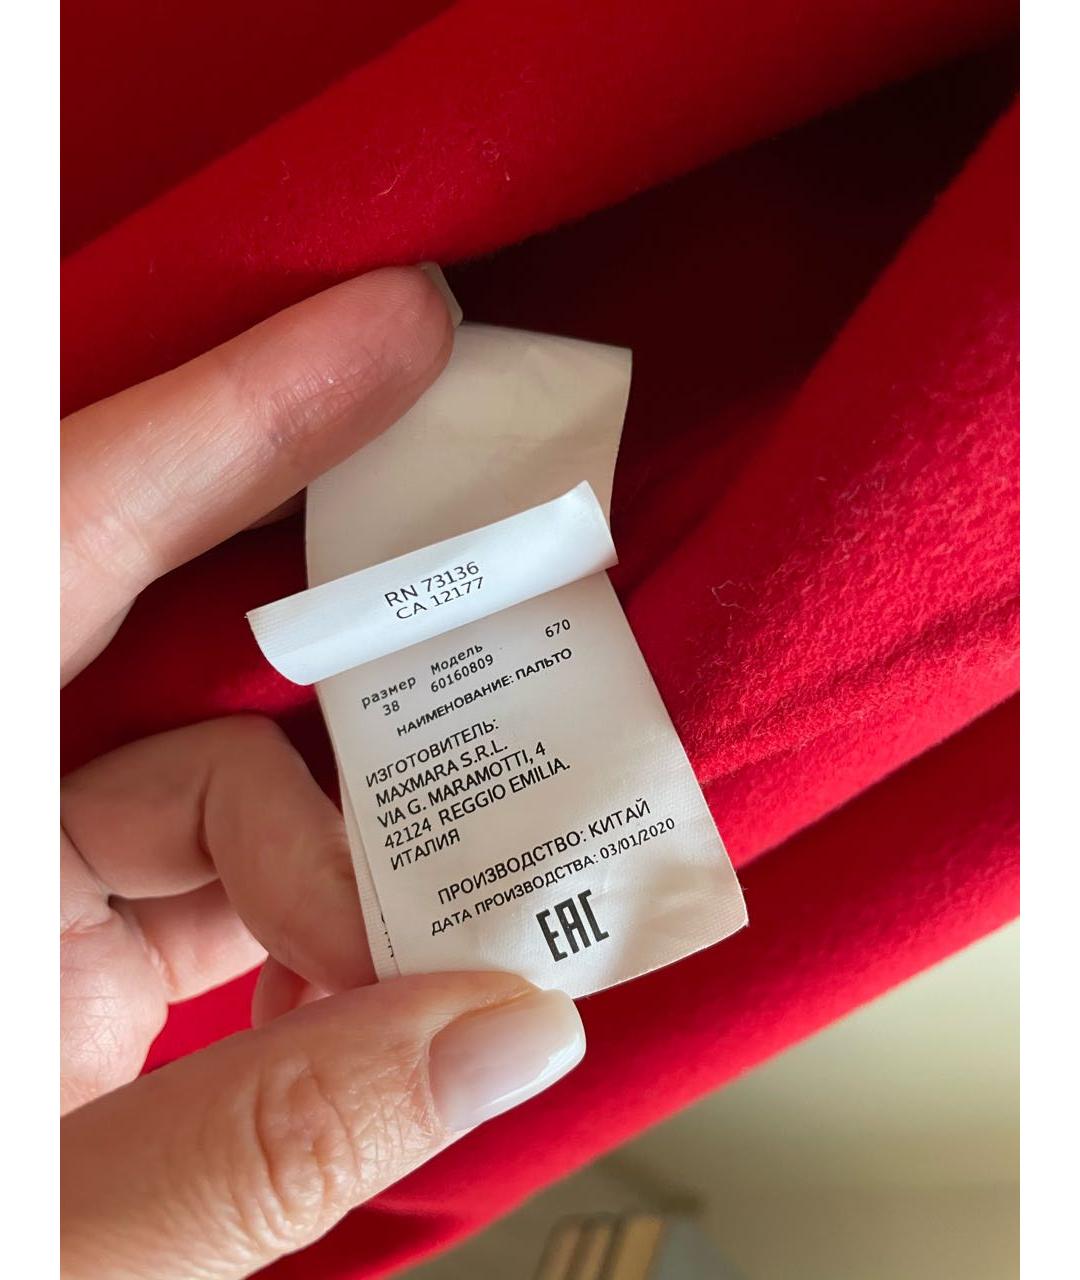 RN 73136
CA 12177
размер Модель 670
38 60160809
НАИМЕНОВАНИЕ: ПАЛЬТО
ИЗГОТОВИТЕЛЬ:
MAXMARA S.R.L.
VIA G. MARAMOTTI, 4
42124 REGGIO EMILIA.
ИТАЛИЯ
ПРОИЗВОДСТВО: КИТАЙ
ДАТА ПРОИЗВОДСТВА: 03/01/2020
EAC